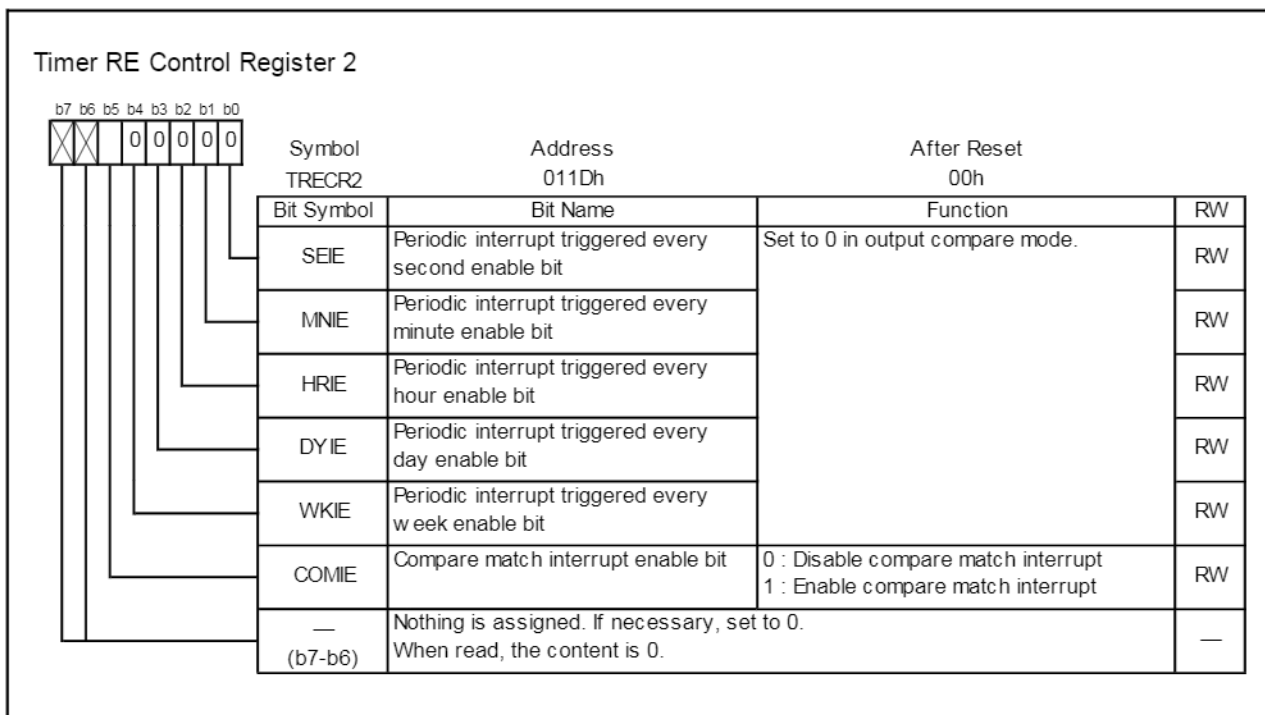 Timer RE Control Register 2
b7 b6 b5 b4 b3 b2 b1 b0
0 0 0 0 0
Symbol Address After Reset
TRECR2 011Dh 00h
Bit Symbol Bit Name Function RW
SEIE Periodic interrupt triggered every second enable bit Set to 0 in output compare mode. RW
MNIE Periodic interrupt triggered every minute enable bit RW
HRIE Periodic interrupt triggered every hour enable bit RW
DYIE Periodic interrupt triggered every day enable bit RW
WKIE Periodic interrupt triggered every week enable bit RW
COMIE Compare match interrupt enable bit 0 : Disable compare match interrupt
1 : Enable compare match interrupt RW
— (b7-b6) Nothing is assigned. If necessary, set to 0.
When read, the content is 0. —